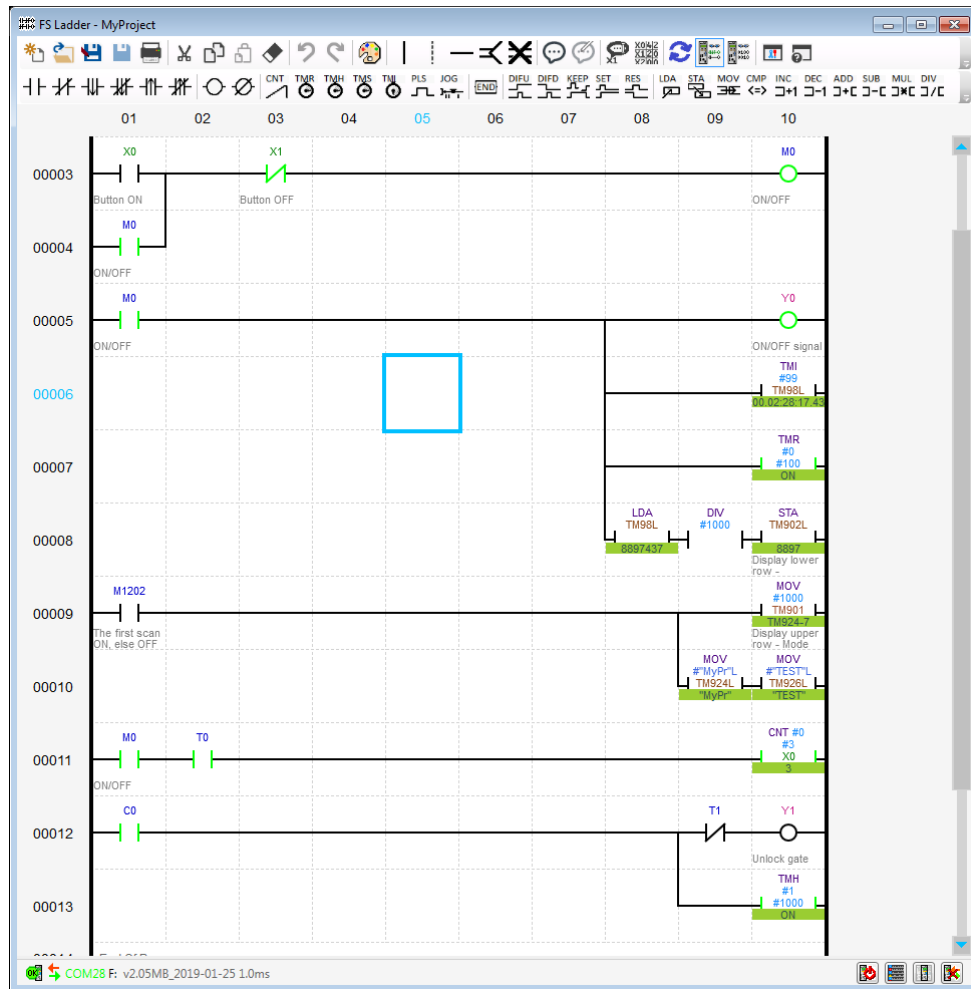 FS Ladder - MyProject
CNT TMR TMH TMS TMI PLS JOG END DIFU DIFD KEEP SET RES LDA STA MOV CMP INC DEC ADD SUB MUL DIV
01 02 03 04 05 06 07 08 09 10
X0 X1 M0
00003
Button ON Button OFF ON/OFF
M0
00004
ON/OFF
M0 Y0
00005
ON/OFF ON/OFF signal
TMI
#99
00006 TM98L
00.02:28:17.43
TMR
#0
00007 #100
ON
LDA DIV STA
TM98L #1000 TM902L
00008
8897437 8897
Display lower
row -
M1202 MOV
#1000
00009 TM901
The first scan TM924-7
ON, else OFF Display upper
row - Mode
MOV MOV
#"MyPr"L #"TEST"L
00010 TM924L TM926L
"MyPr" "TEST"
M0 T0 CNT #0
#3
00011 X0
3
ON/OFF
C0 T1 Y1
00012
Unlock gate
TMH
#1
00013 #1000
ON
COM28 F: v2.05MB_2019-01-25 1.0ms